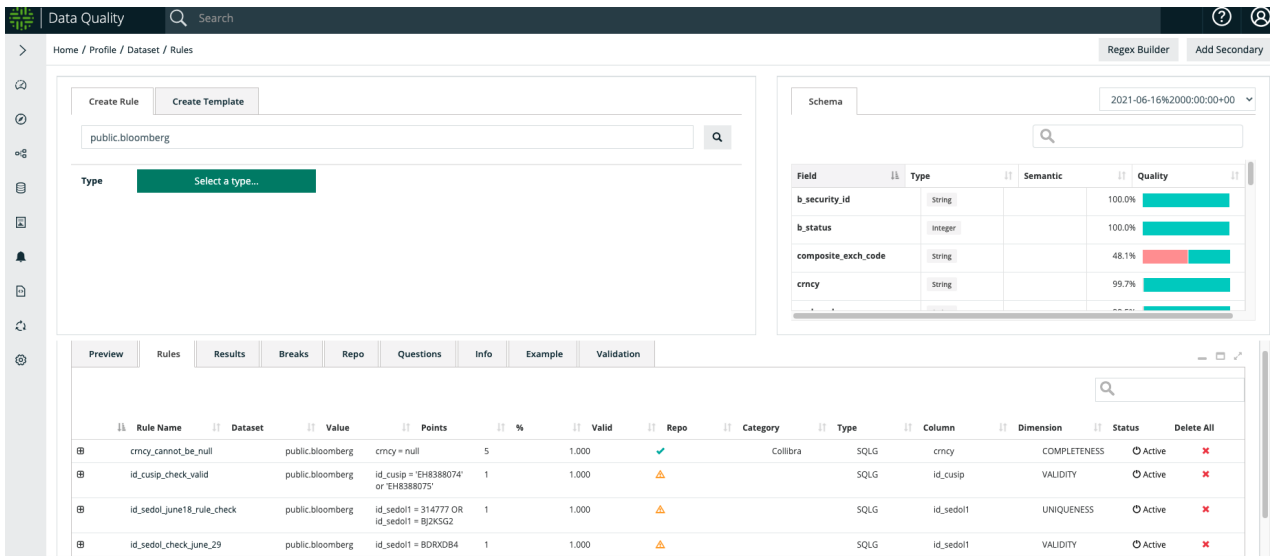 Data Quality
Search
Home / Profile / Dataset / Rules
Regex Builder
Add Secondary
Create Rule
Create Template
public.bloomberg
Type
Select a type...
Schema
2021-06-16%2000:00:00+00
Field Type Semantic Quality
b_security_id String 100.0%
b_status Integer 100.0%
composite_exch_code String 48.1%
crncy String 99.7%
Preview Rules Results Breaks Repo Questions Info Example Validation
Rule Name Dataset Value Points % Valid Repo Category Type Column Dimension Status Delete All
crncy_cannot_be_null public.bloomberg crncy = null 5 1.000 Collibra SQLG crncy COMPLETENESS Active
id_cusip_check_valid public.bloomberg id_cusip = 'EH8388074' 1 1.000 SQLG id_cusip VALIDITY Active
or 'EH8388075'
id_sedol_june18_rule_check public.bloomberg id_sedol1 = 314777 OR 1 1.000 SQLG id_sedol1 UNIQUENESS Active
id_sedol1 = BJ2KSG2
id_sedol_check_june_29 public.bloomberg id_sedol1 = BDRXDB4 1 1.000 SQLG id_sedol1 VALIDITY Active